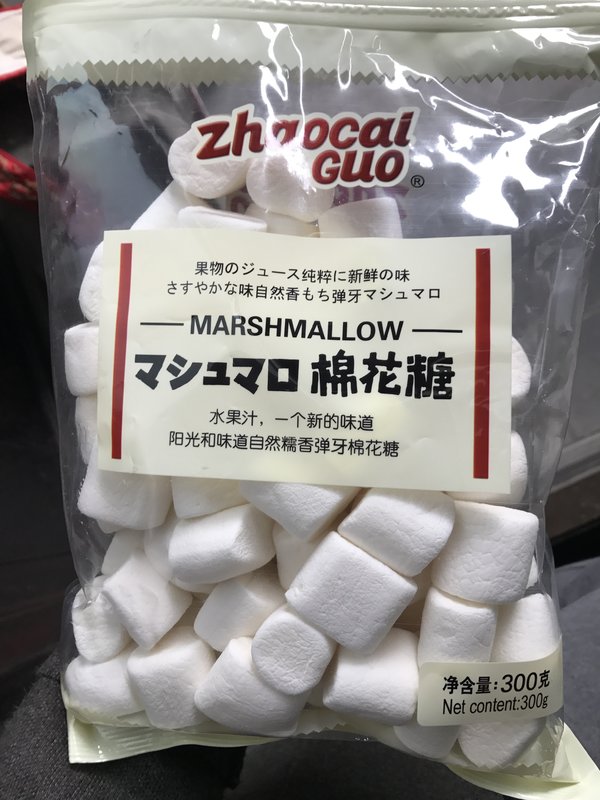 zhaocai
GUO®
果物のジュース纯粹に新鮮の味
さすやかな味自然香もち弹牙マシュマロ
MARSHMALLOW
マシュマロ 棉花糖
水果汁，一个新的味道
阳光和味道自然糯香弹牙棉花糖
净含量:300克
Net content:300g